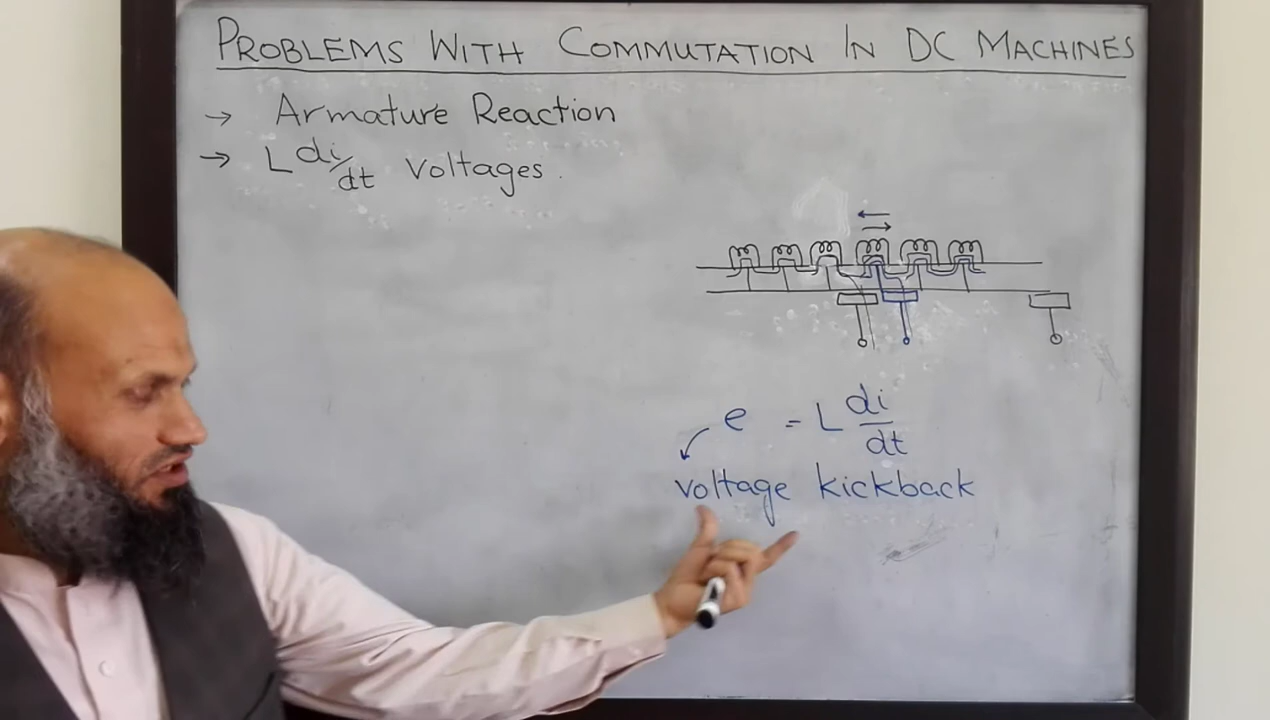 PROBLEMS WITH COMMUTATION IN DC MACHINES
→ Armature Reaction
→ L di/dt voltages.
e = L di/dt
voltage kickback